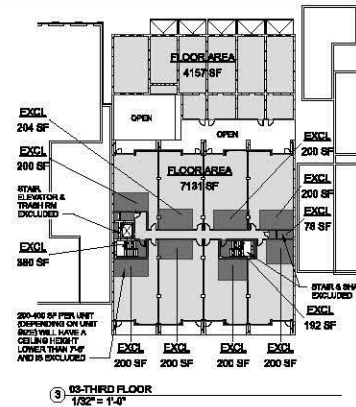 FLOOR AREA
4157 SF
OPEN
OPEN
EXCL
204 SF
EXCL
200 SF
STAIR,
ELEVATOR &
TRASH RM
EXCLUDED
EXCL
380 SF
FLOOR AREA
7131 SF
EXCL
200 SF
EXCL
200 SF
EXCL
78 SF
STAIR & SHA
EXCLUDED
EXCL
192 SF
200-400 SF PER UNIT
(DEPENDING ON UNIT
SIZE) WILL HAVE A
CEILING HEIGHT
LOWER THAN 7'-6"
AND IS EXCLUDED
EXCL
200 SF
EXCL
200 SF
EXCL
200 SF
EXCL
200 SF
3 03-THIRD FLOOR
1/32" = 1'-0"